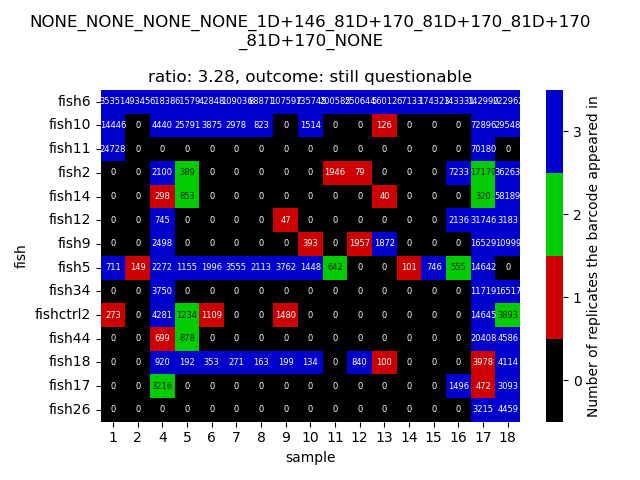 NONE_NONE_NONE_NONE_1D+146_81D+170_81D+170_81D+170
_81D+170_NONE
ratio: 3.28, outcome: still questionable
fish6
fish10 14446 0 4440 25791 3875 2978 823 0 1514 0 0 126 0 0 0 72896 29548
fish11 24728 0 0 0 0 0 0 0 0 0 0 0 0 0 0 70180 0
fish2 0 0 2100 389 0 0 0 0 0 1946 79 0 0 0 7233 17179 36263
fish14 0 0 298 853 0 0 0 0 0 0 0 40 0 0 0 320 58189
fish12 0 0 745 0 0 0 0 47 0 0 0 0 0 0 2136 31746 3183
fish9 0 0 2498 0 0 0 0 0 393 0 1957 1872 0 0 0 16529 10999
fish5 711 149 2272 1155 1996 3555 2113 3762 1448 642 0 0 101 746 555 14642 0
fish34 0 0 3750 0 0 0 0 0 0 0 0 0 0 0 0 11719 16517
fishctrl2 273 0 4281 1234 1109 0 0 1480 0 0 0 0 0 0 0 14645 3893
fish44 0 0 699 878 0 0 0 0 0 0 0 0 0 0 0 20408 4586
fish18 0 0 920 192 353 271 163 199 134 0 840 100 0 0 0 3978 4114
fish17 0 0 3216 0 0 0 0 0 0 0 0 0 0 0 1496 472 3093
fish26 0 0 0 0 0 0 0 0 0 0 0 0 0 0 0 3215 4459
1 2 4 5 6 7 8 9 10 11 12 13 14 15 16 17 18
sample
fish
3
2
1
0
Number of replicates the barcode appeared in